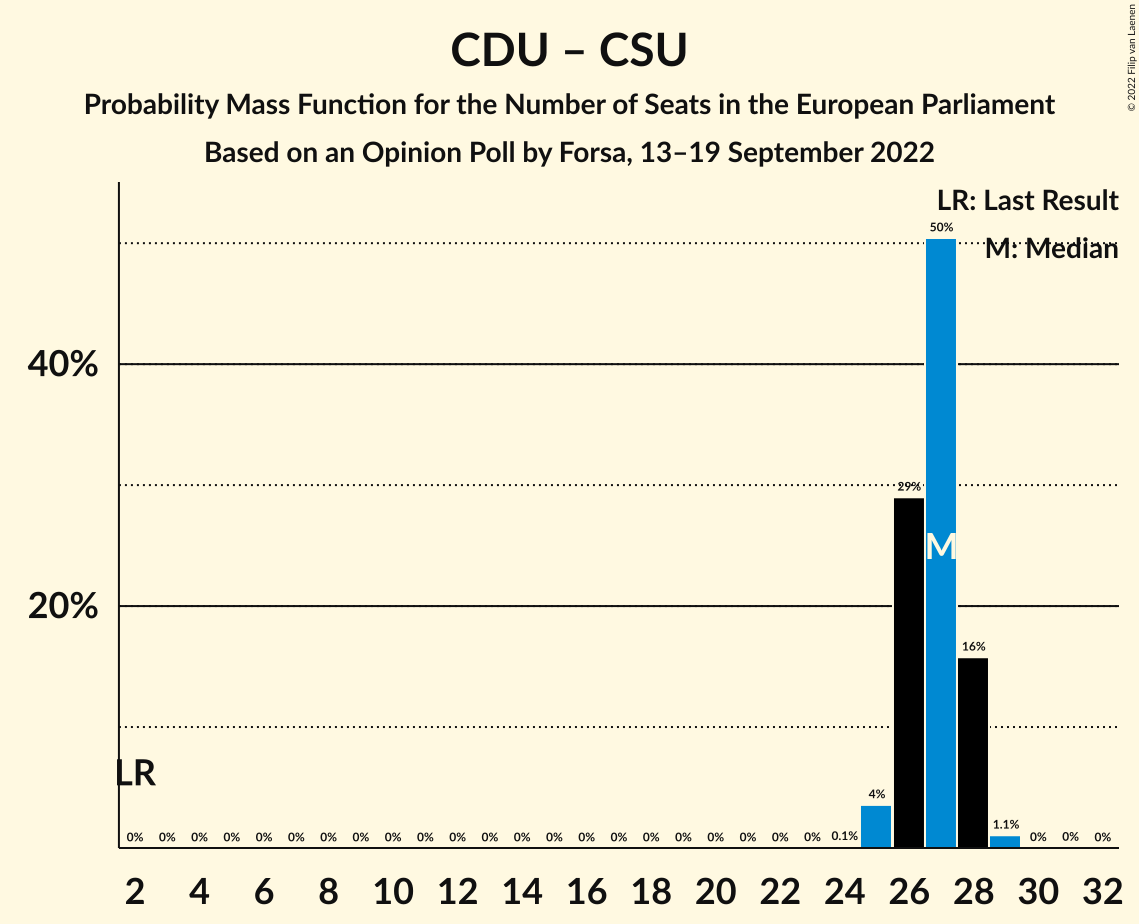 CDU – CSU
Probability Mass Function for the Number of Seats in the European Parliament
Based on an Opinion Poll by Forsa, 13–19 September 2022
© 2022 Filip van Laenen
LR: Last Result
M: Median
40%
20%
LR
M
0% 0% 0% 0% 0% 0% 0% 0% 0% 0% 0% 0% 0% 0% 0% 0% 0% 0% 0% 0% 0% 0% 0.1% 4% 29% 50% 16% 1.1% 0% 0% 0%
2 4 6 8 10 12 14 16 18 20 22 24 26 28 30 32